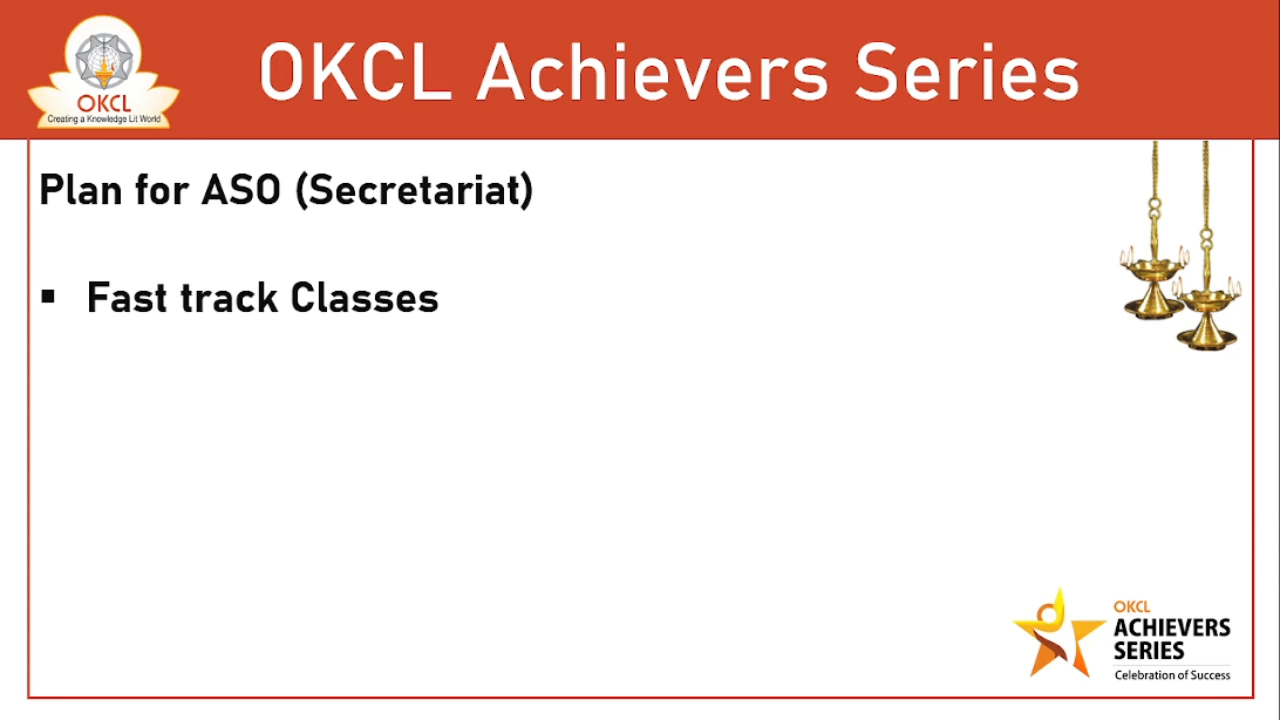 OKCL Achievers Series
OKCL
Creating a Knowledge Lit World
Plan for ASO (Secretariat)
▪ Fast track Classes
OKCL
ACHIEVERS
SERIES
Celebration of Success